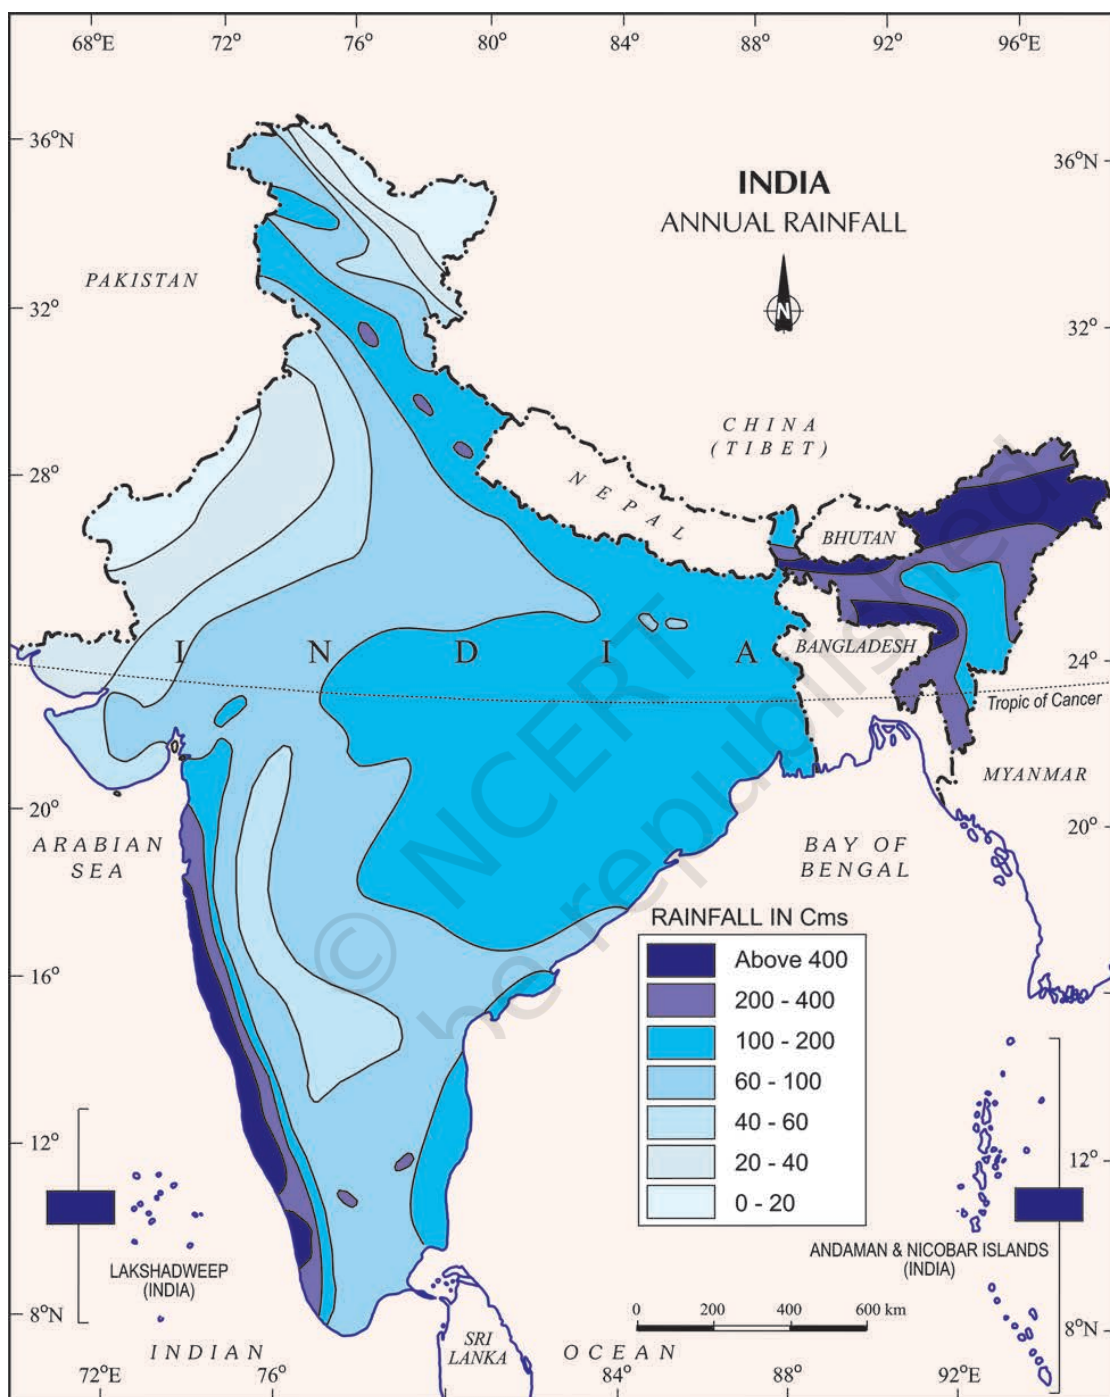 68°E 72° 76° 80° 84° 88° 92° 96°E
36°N
36°N
INDIA
ANNUAL RAINFALL
N
PAKISTAN
32°
32°
CHINA
(TIBET)
NEPAL
28°
28°
BHUTAN
INDIA
BANGLADESH
24°
Tropic of Cancer
MYANMAR
20°
20°
ARABIAN
SEA
BAY OF
BENGAL
© NCERT
be republished
RAINFALL IN Cms
Above 400
200 - 400
100 - 200
60 - 100
40 - 60
20 - 40
0 - 20
16°
12°
12°
LAKSHADWEEP
(INDIA)
ANDAMAN & NICOBAR ISLANDS
(INDIA)
0 200 400 600 km
8°N
8°N
SRI
LANKA
INDIAN OCEAN
72°E 76° 84° 88° 92°E